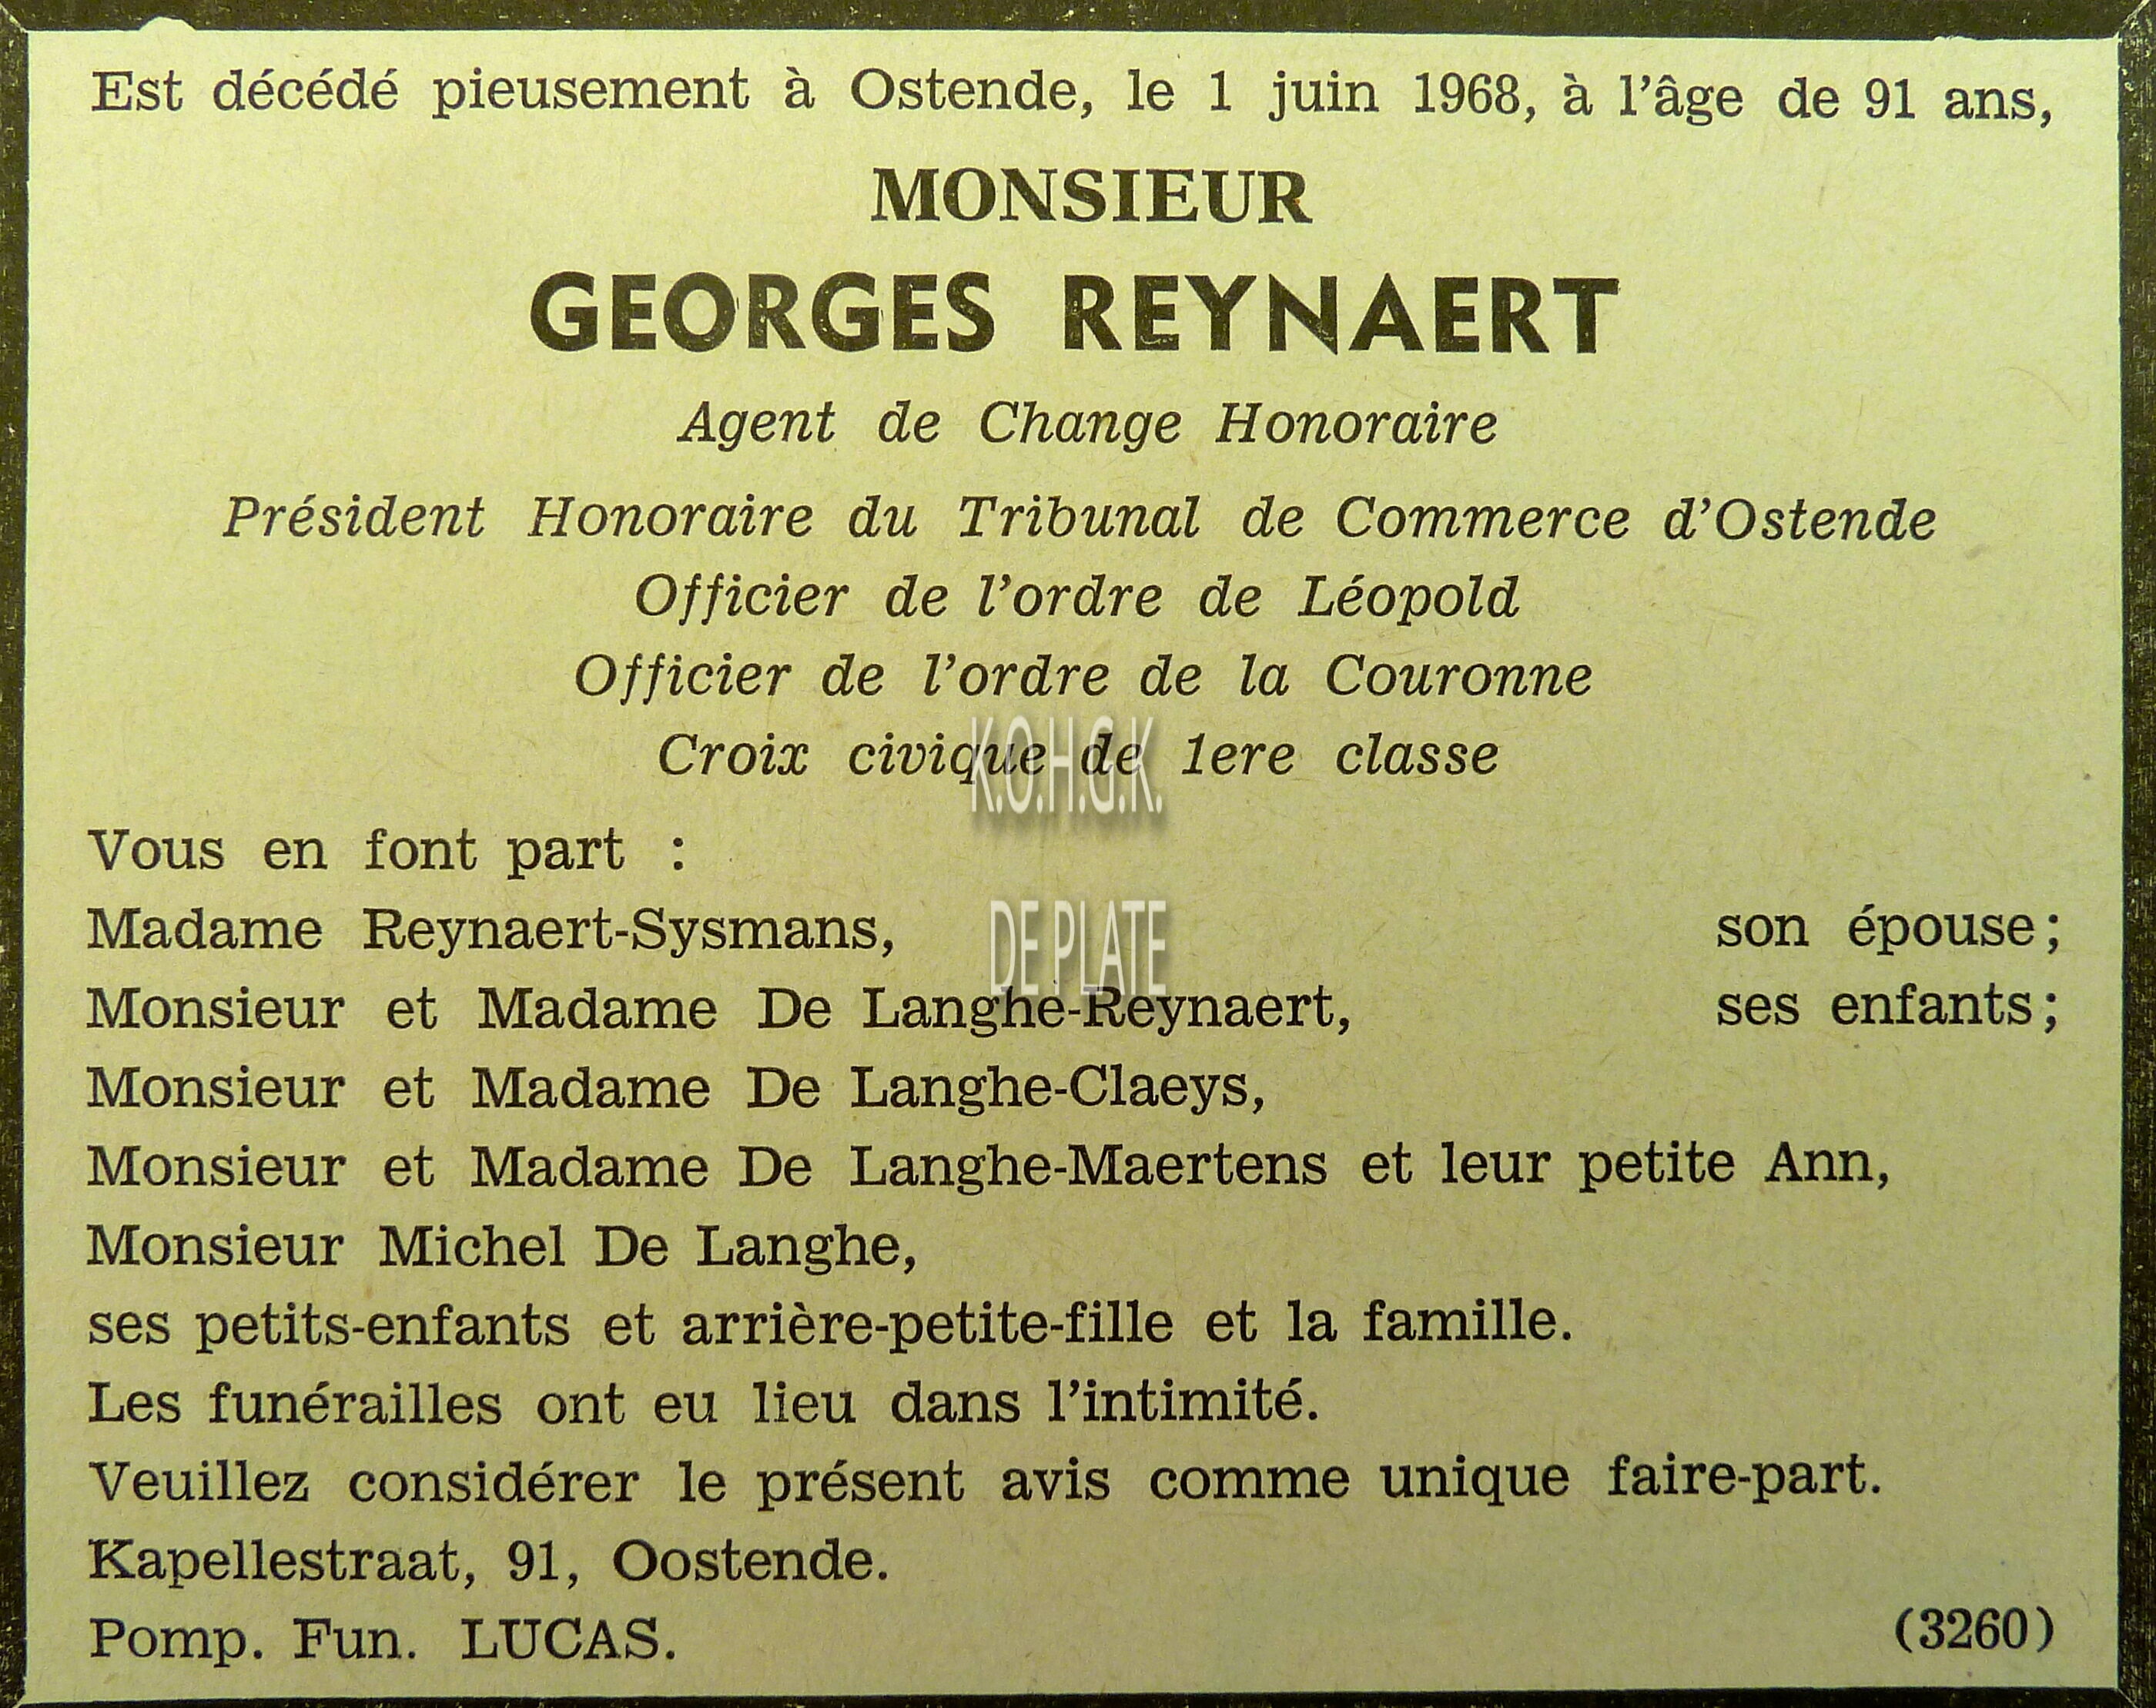 Est décédé pieusement à Ostende, le 1 juin 1968, à l'âge de 91 ans,
MONSIEUR
GEORGES REYNAERT
Agent de Change Honoraire
Président Honoraire du Tribunal de Commerce d'Ostende
Officier de l'ordre de Léopold
Officier de l'ordre de la Couronne
Croix civique de 1ere classe
K.O.H.G.K.
Vous en font part :
DE PLATE
Madame Reynaert-Sysmans, son épouse;
Monsieur et Madame De Langhe-Reynaert, ses enfants;
Monsieur et Madame De Langhe-Claeys,
Monsieur et Madame De Langhe-Maertens et leur petite Ann,
Monsieur Michel De Langhe,
ses petits-enfants et arrière-petite-fille et la famille.
Les funérailles ont eu lieu dans l'intimité.
Veuillez considérer le présent avis comme unique faire-part.
Kapellestraat, 91, Oostende.
Pomp. Fun. LUCAS. (3260)